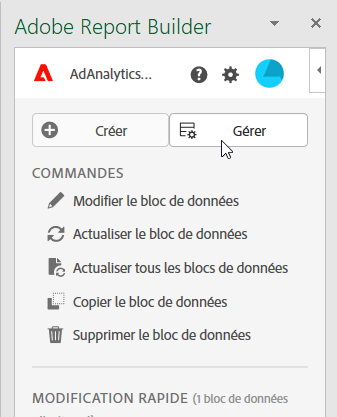 Adobe Report Builder
AdAnalytics...
Créer
Gérer
COMMANDES
Modifier le bloc de données
Actualiser le bloc de données
Actualiser tous les blocs de données
Copier le bloc de données
Supprimer le bloc de données
MODIFICATION RAPIDE (1 bloc de données